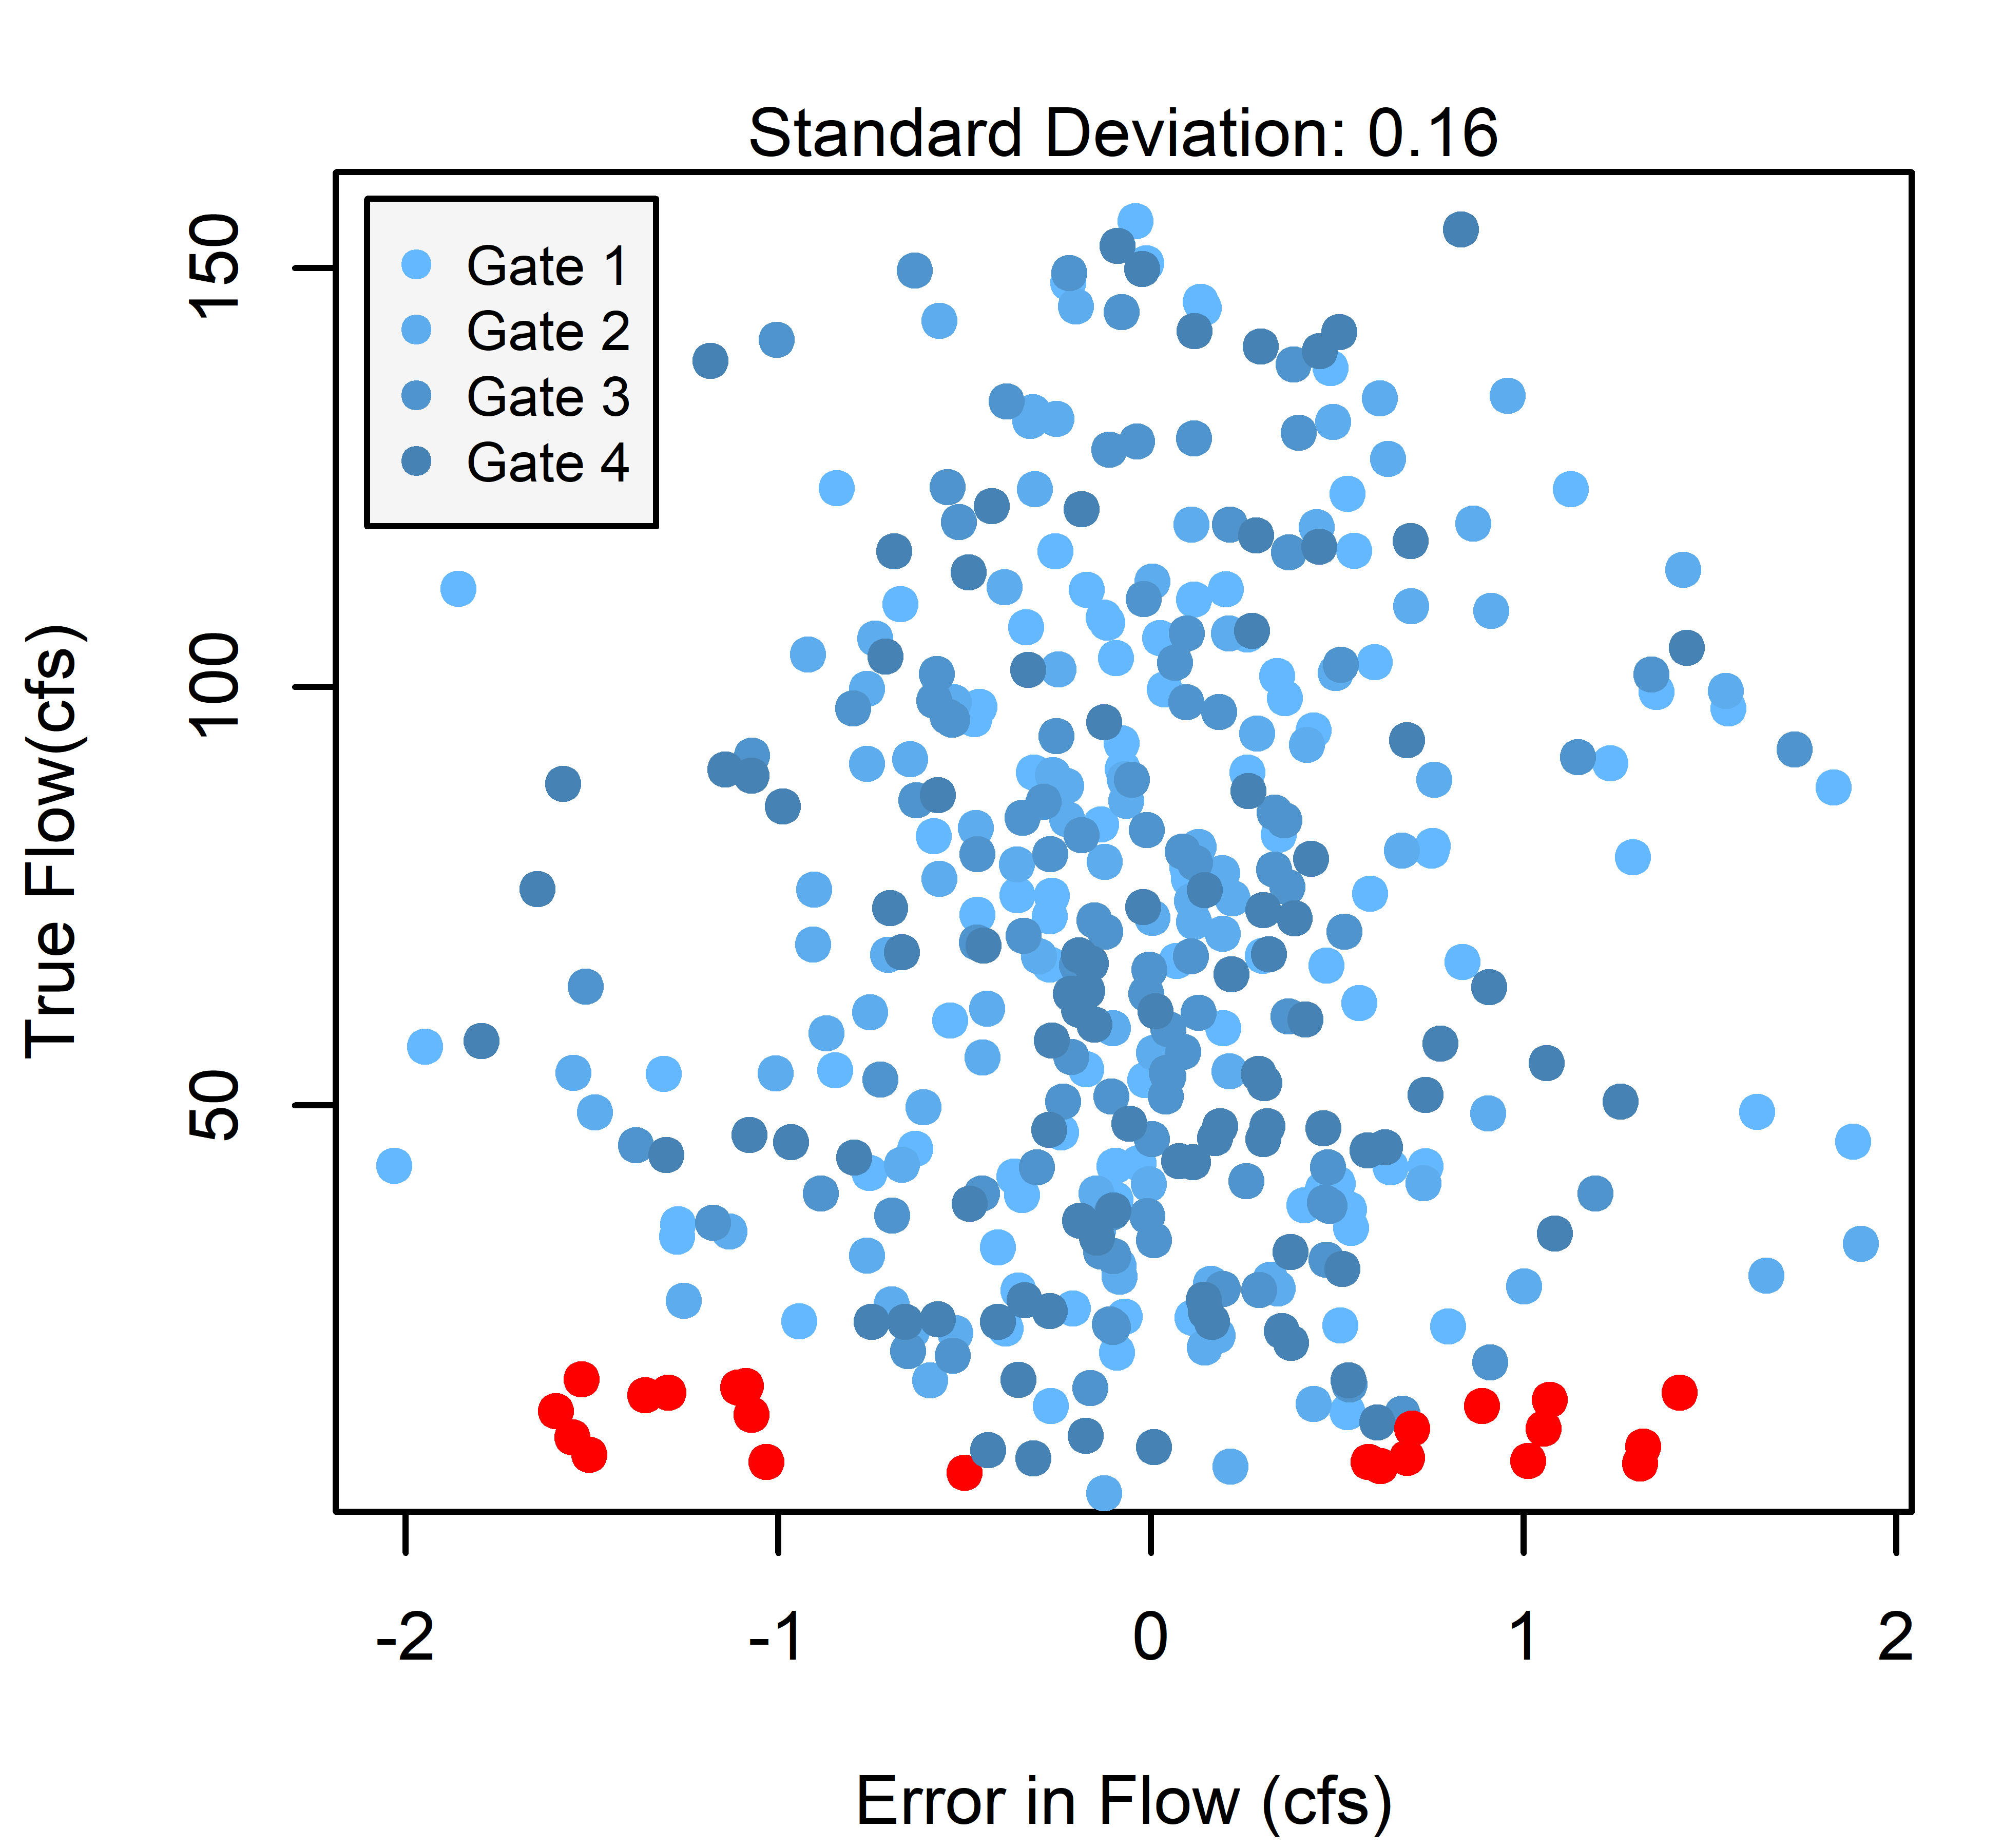 Standard Deviation: 0.16
Gate 1
Gate 2
Gate 3
Gate 4
150
100
50
True Flow(cfs)
-2 -1 0 1 2
Error in Flow (cfs)